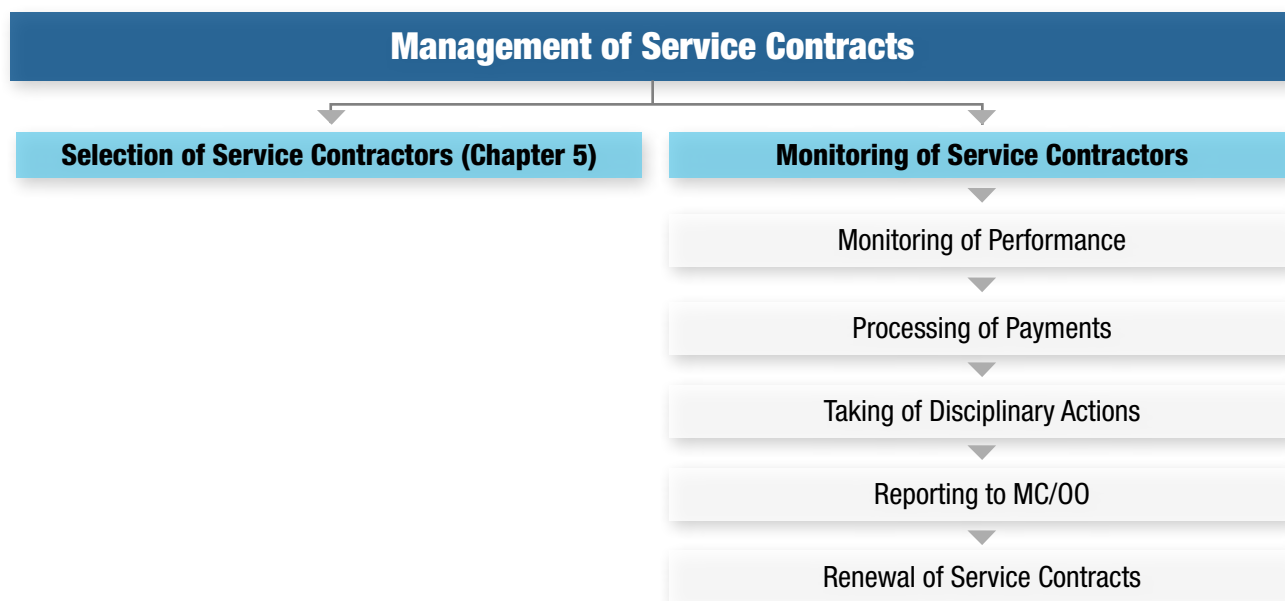 Management of Service Contracts
Selection of Service Contractors (Chapter 5)
Monitoring of Service Contractors
Monitoring of Performance
Processing of Payments
Taking of Disciplinary Actions
Reporting to MC/OO
Renewal of Service Contracts